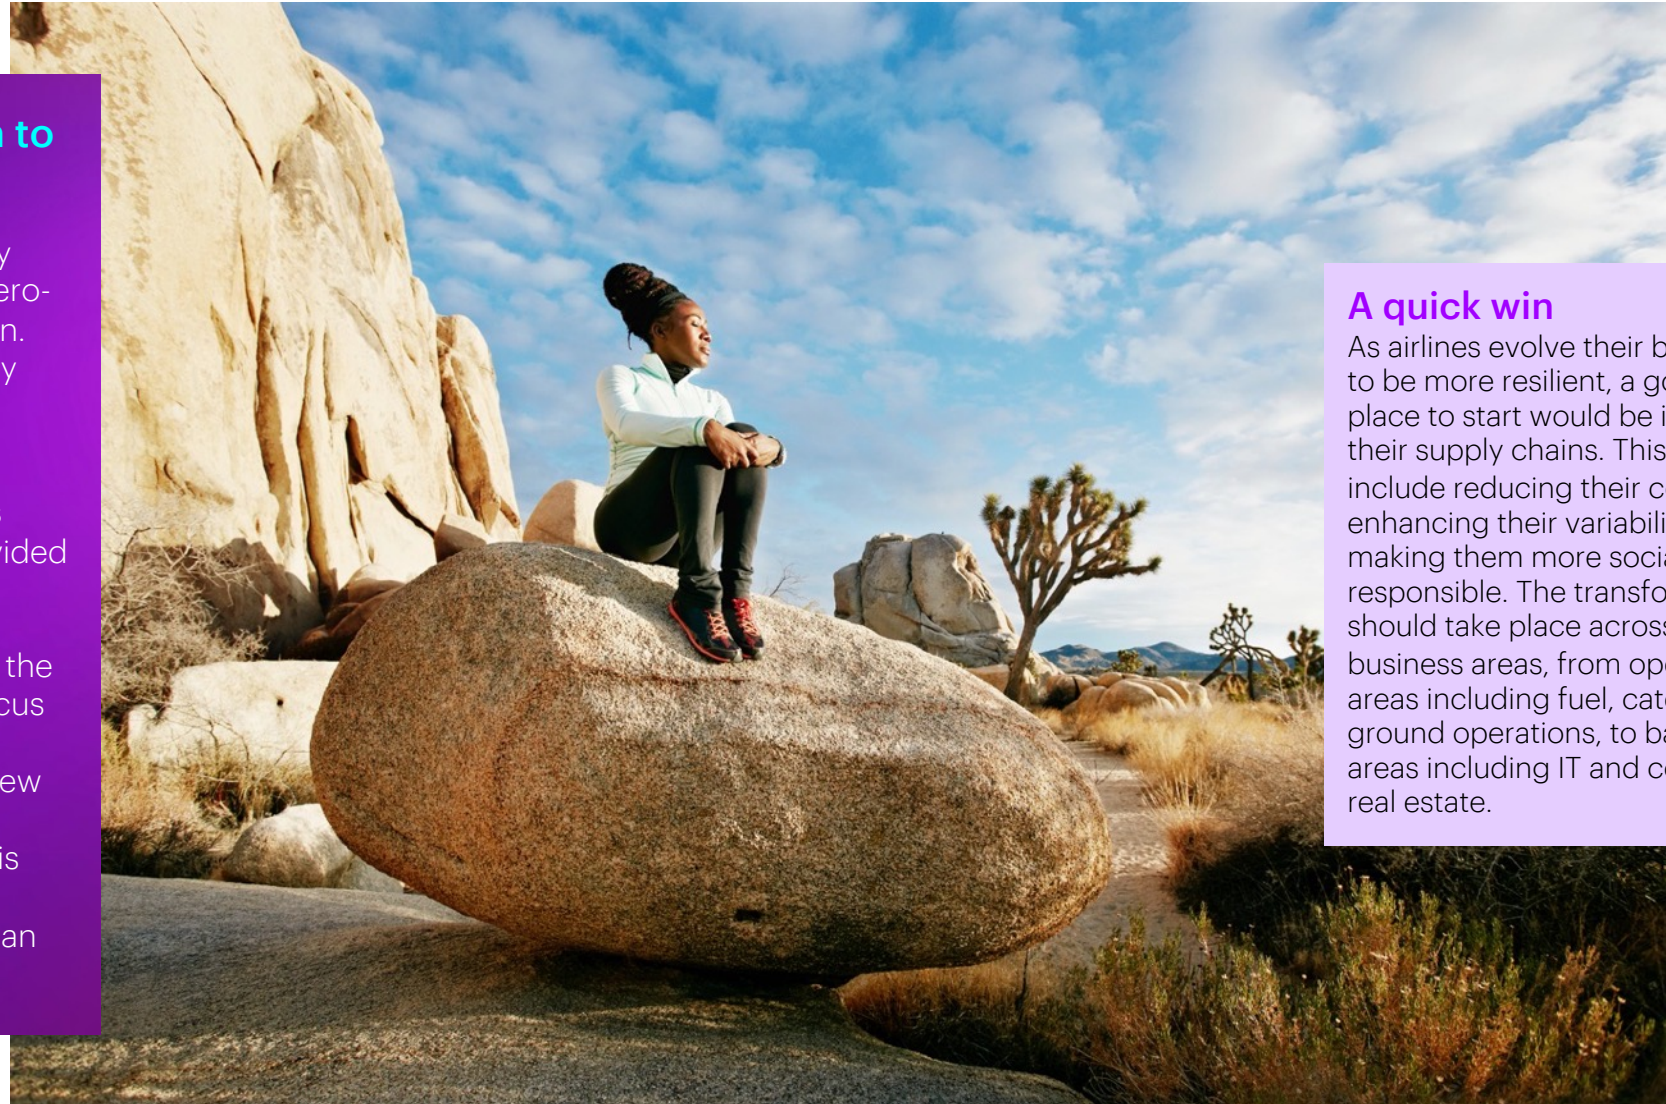 to
y
ero-
n.
y
vided
the
cus
ew
is
an
A quick win
As airlines evolve their b
to be more resilient, a go
place to start would be i
their supply chains. This
include reducing their c
enhancing their variabili
making them more socia
responsible. The transfo
should take place across
business areas, from ope
areas including fuel, cat
ground operations, to ba
areas including IT and c
real estate.